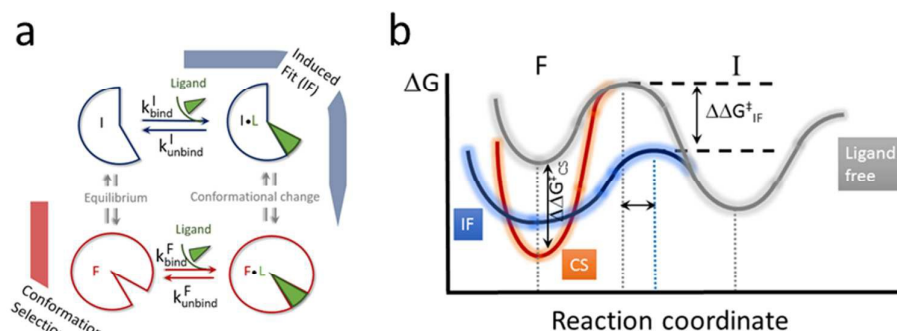 a
Induced
Fit (IF)
Ligand
k^I_bind
k^I_unbind
I
I•L
Equilibrium
Conformational change
Ligand
k^F_bind
k^F_unbind
F
F•L
Conformation
Selection
b
ΔG
F
I
ΔΔG‡_IF
ΔΔG‡_CS
Ligand
free
IF
CS
Reaction coordinate